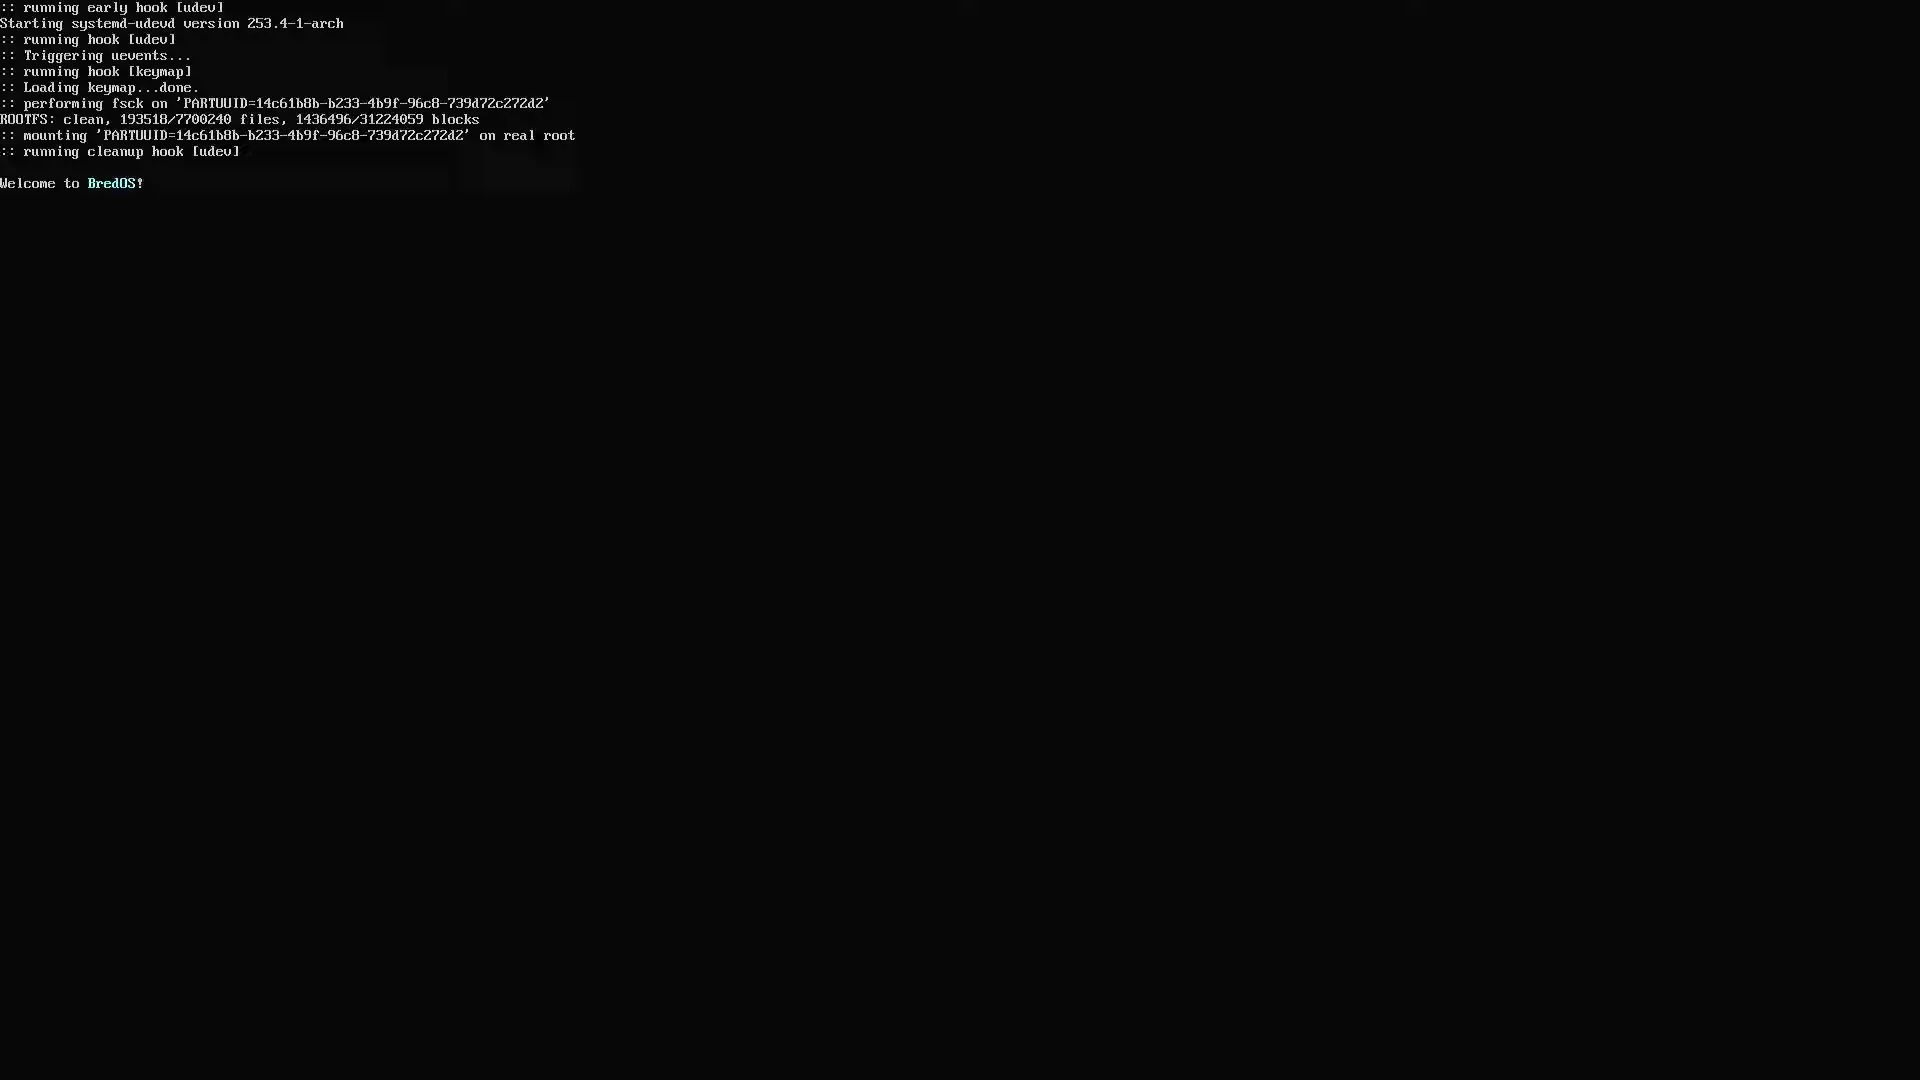 :: running early hook [udev]
Starting systemd-udevd version 253.4-1-arch
:: running hook [udev]
:: Triggering uevents...
:: running hook [keymap]
:: Loading keymap...done.
:: performing fsck on 'PARTUUID=14c61b8b-b233-4b9f-96c8-739d72c272d2'
ROOTFS: clean, 193518/7700240 files, 1436496/31224059 blocks
:: mounting 'PARTUUID=14c61b8b-b233-4b9f-96c8-739d72c272d2' on real root
:: running cleanup hook [udev]
Welcome to BredOS!